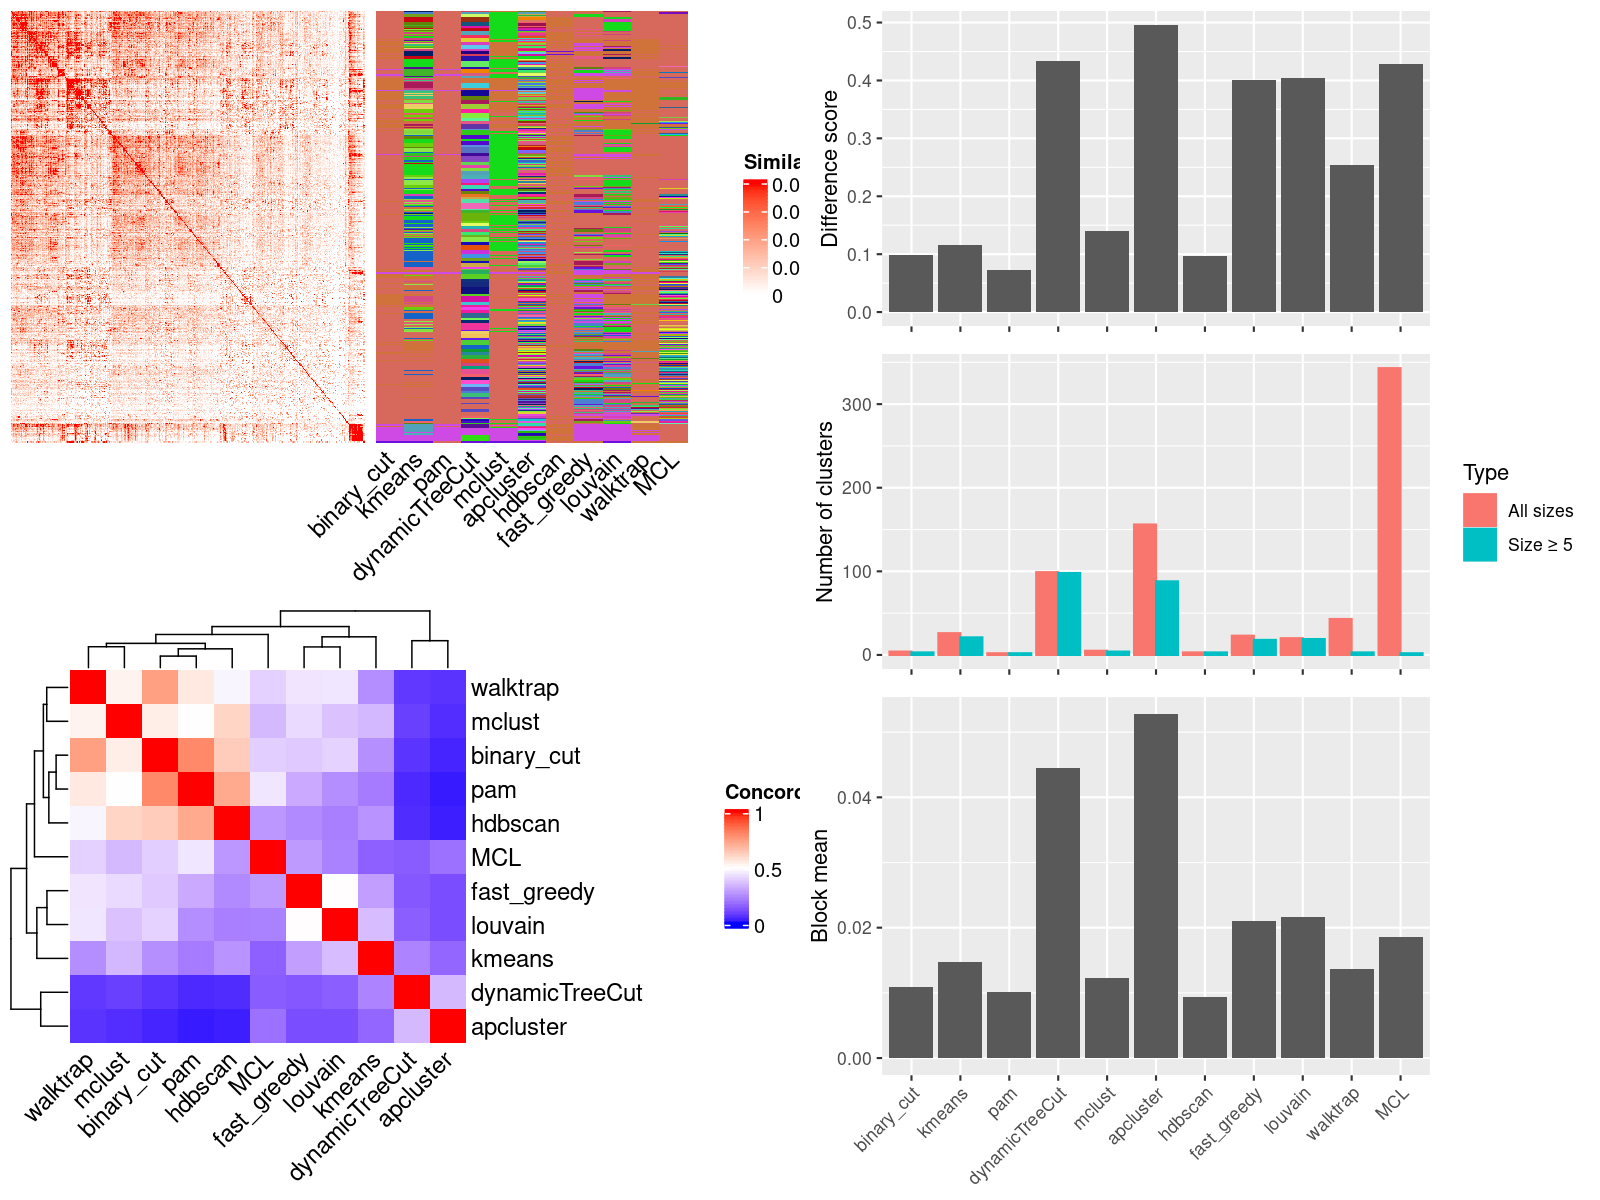 Simila
0.0
0.0
0.0
0.0
0
binary_cut
kmeans
pam
dynamicTreeCut
mclust
apcluster
hdbscan
fast_greedy
louvain
walktrap
MCL
walktrap
mclust
binary_cut
pam
hdbscan
MCL
fast_greedy
louvain
kmeans
dynamicTreeCut
apcluster
walktrap
mclust
binary_cut
pam
hdbscan
MCL
fast_greedy
louvain
kmeans
dynamicTreeCut
apcluster
Concord
1
0.5
0
Difference score
0.5
0.4
0.3
0.2
0.1
0.0
Number of clusters
300
200
100
0
Type
All sizes
Size ≥ 5
Block mean
0.04
0.02
0.00
binary_cut
kmeans
pam
dynamicTreeCut
mclust
apcluster
hdbscan
fast_greedy
louvain
walktrap
MCL